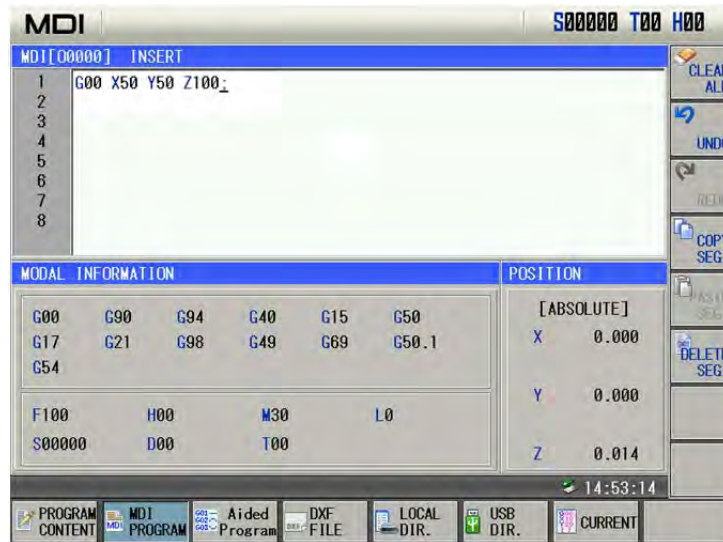 MDI S00000 T00 H00
MDI[O0000] INSERT
1 G00 X50 Y50 Z100;
2
3
4
5
6
7
8
CLEAR
ALL
UNDO
REDO
COPY
SEG
PASTE
SEG
DELETE
SEG
MODAL INFORMATION
G00 G90 G94 G40 G15 G50
G17 G21 G98 G49 G69 G50.1
G54
F100 H00 M30 L0
S00000 D00 T00
POSITION
[ABSOLUTE]
X 0.000
Y 0.000
Z 0.014
14:53:14
PROGRAM
CONTENT
MDI
PROGRAM
Aided
Program
DXF
FILE
LOCAL
DIR.
USB
DIR.
CURRENT